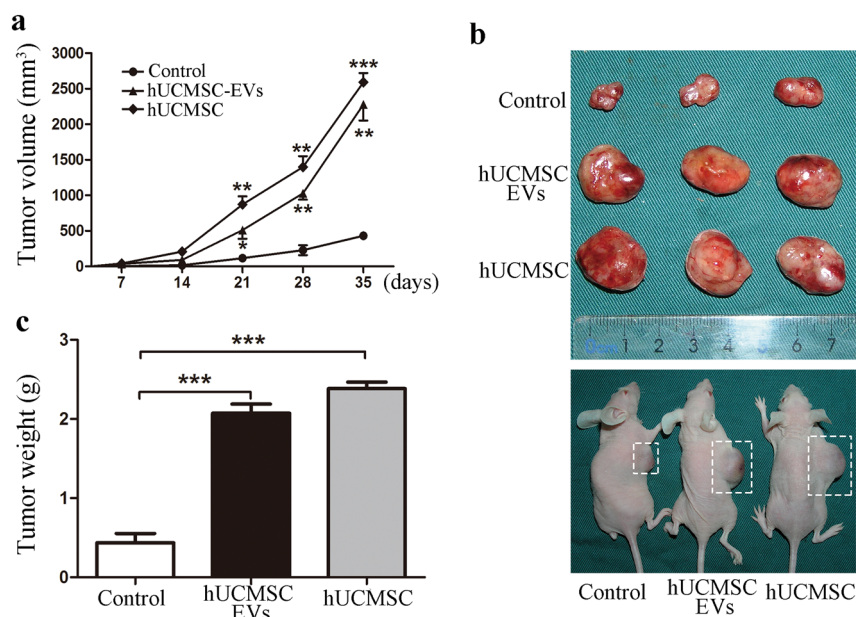 a
Tumor volume (mm³)
3000
2500
2000
1500
1000
500
0
Control
hUCMSC-EVs
hUCMSC
**
*
**
**
***
**
7 14 21 28 35 (days)
b
Control
hUCMSC
EVs
hUCMSC
1 2 3 4 5 6 7
Control hUCMSC hUCMSC
EVs
c
Tumor weight (g)
3
2
1
0
***
***
Control hUCMSC hUCMSC
EVs